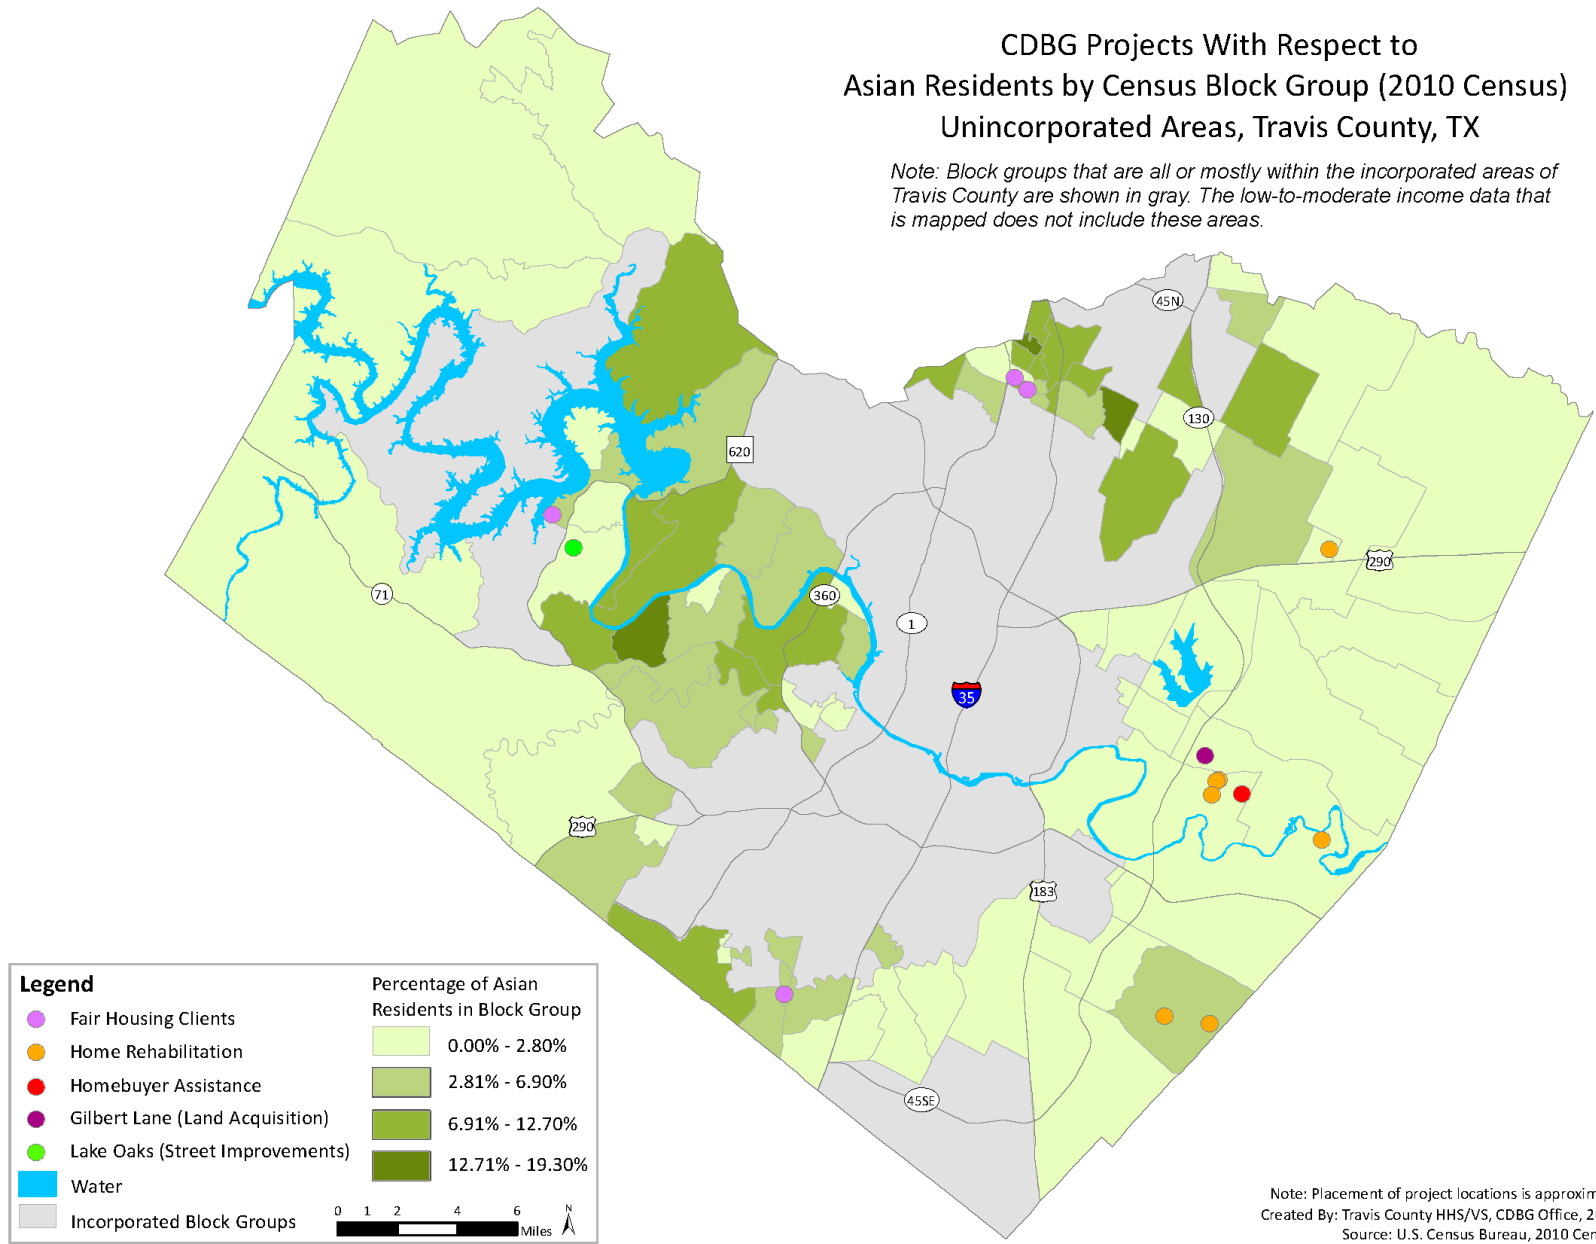 CDBG Projects With Respect to
Asian Residents by Census Block Group (2010 Census)
Unincorporated Areas, Travis County, TX
Note: Block groups that are all or mostly within the incorporated areas of
Travis County are shown in gray. The low-to-moderate income data that
is mapped does not include these areas.
45N
130
620
290
71
360
1
35
290
183
45SE
Legend
Fair Housing Clients
Home Rehabilitation
Homebuyer Assistance
Gilbert Lane (Land Acquisition)
Lake Oaks (Street Improvements)
Water
Incorporated Block Groups
Percentage of Asian
Residents in Block Group
0.00% - 2.80%
2.81% - 6.90%
6.91% - 12.70%
12.71% - 19.30%
0 1 2 4 6
Miles
N
Note: Placement of project locations is
Created By: Travis County HHS/VS, CDBG Office,
Source: U.S. Census Bureau, 2010